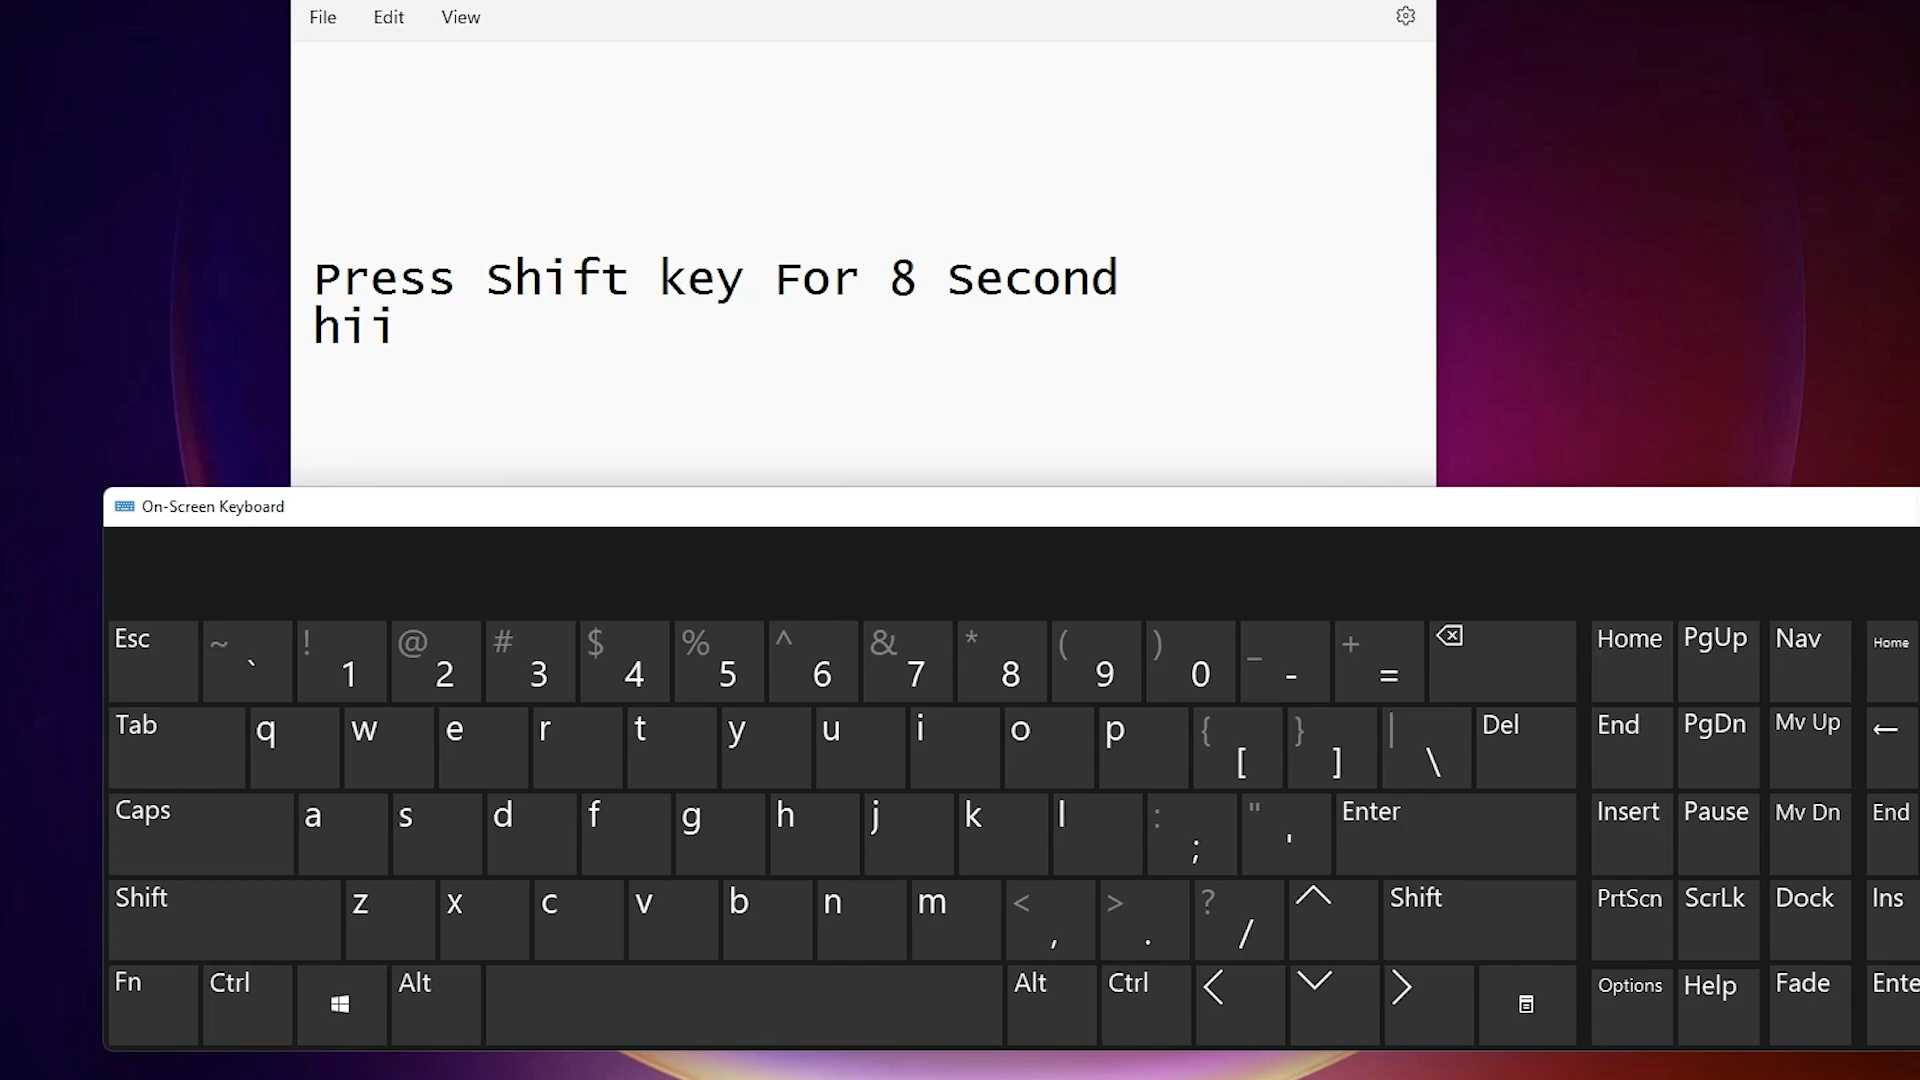 File Edit View
Press Shift key For 8 Second
hii
On-Screen Keyboard
Esc ~ ` ! 1 @ 2 # 3 $ 4 % 5 ^ 6 & 7 * 8 ( 9 ) 0 _ - + = Home PgUp Nav Home
Tab q w e r t y u i o p { [ } ] | \ Del End PgDn Mv Up ←
Caps a s d f g h j k l : ; " ' Enter Insert Pause Mv Dn End
Shift z x c v b n m < , > . ? / Shift PrtScn ScrLk Dock Ins
Fn Ctrl Alt Alt Ctrl Options Help Fade Ente